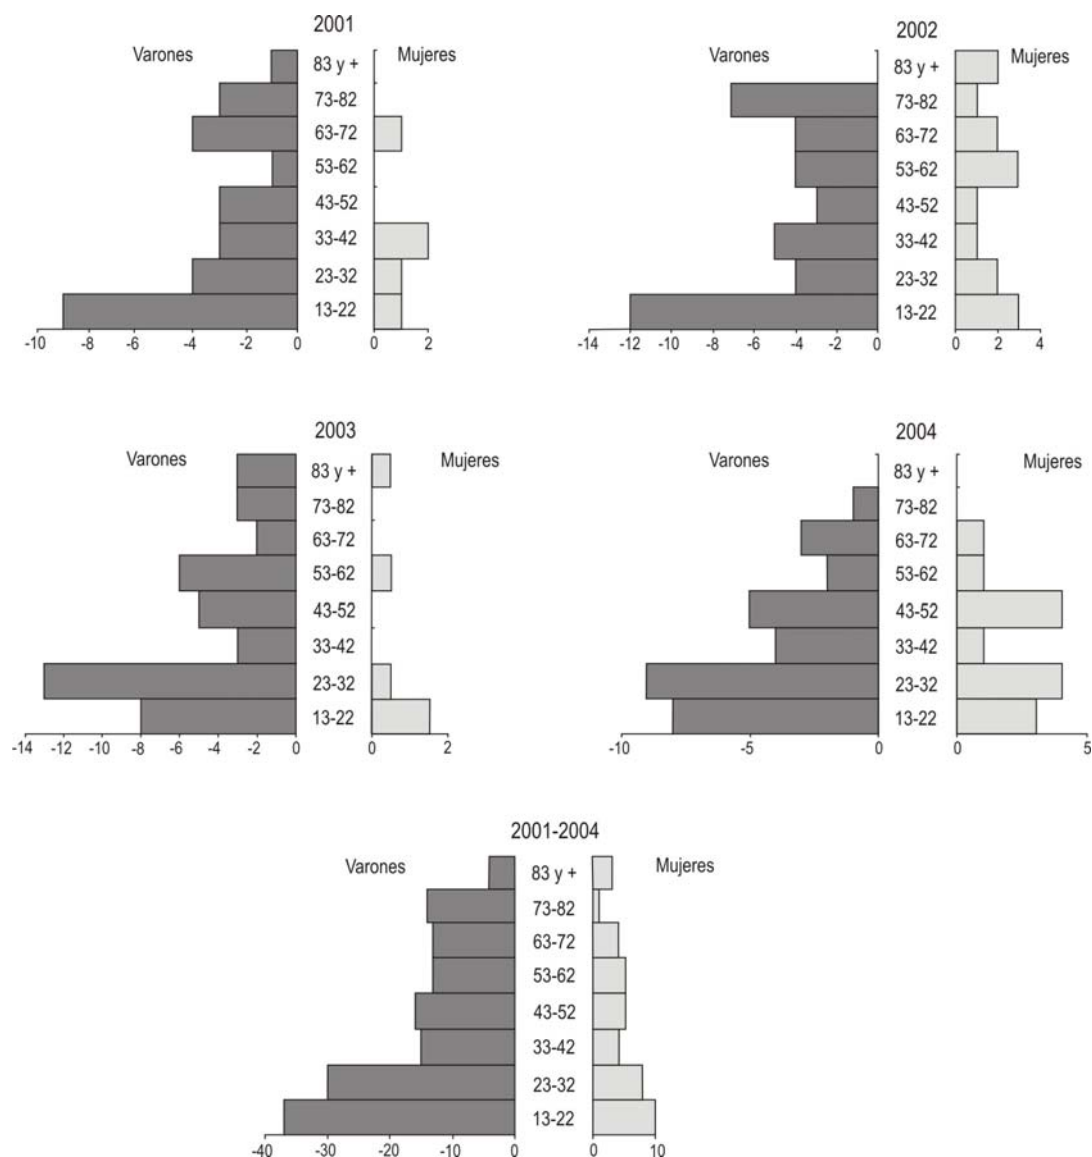 2001
Varones Mujeres
83 y +
73-82
63-72
53-62
43-52
33-42
23-32
13-22
-10 -8 -6 -4 -2 0 0 2
2002
Varones Mujeres
83 y +
73-82
63-72
53-62
43-52
33-42
23-32
13-22
-14 -12 -10 -8 -6 -4 -2 0 0 2 4
2003
Varones Mujeres
83 y +
73-82
63-72
53-62
43-52
33-42
23-32
13-22
-14 -12 -10 -8 -6 -4 -2 0 0 2
2004
Varones Mujeres
83 y +
73-82
63-72
53-62
43-52
33-42
23-32
13-22
-10 -5 0 0 5
2001-2004
Varones Mujeres
83 y +
73-82
63-72
53-62
43-52
33-42
23-32
13-22
-40 -30 -20 -10 0 0 10